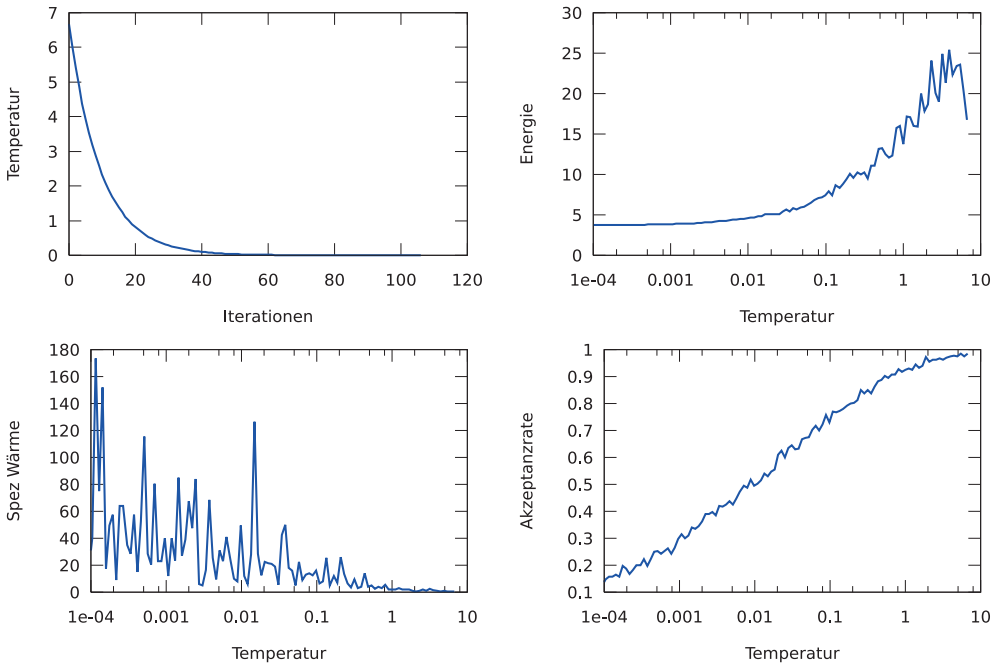 7
6
5
4
3
2
1
0
0 20 40 60 80 100 120
Temperatur
Iterationen
30
25
20
15
10
5
0
1e-04 0.001 0.01 0.1 1 10
Energie
Temperatur
180
160
140
120
100
80
60
40
20
0
1e-04 0.001 0.01 0.1 1 10
Spez Wärme
Temperatur
1
0.9
0.8
0.7
0.6
0.5
0.4
0.3
0.2
0.1
1e-04 0.001 0.01 0.1 1 10
Akzeptanzrate
Temperatur